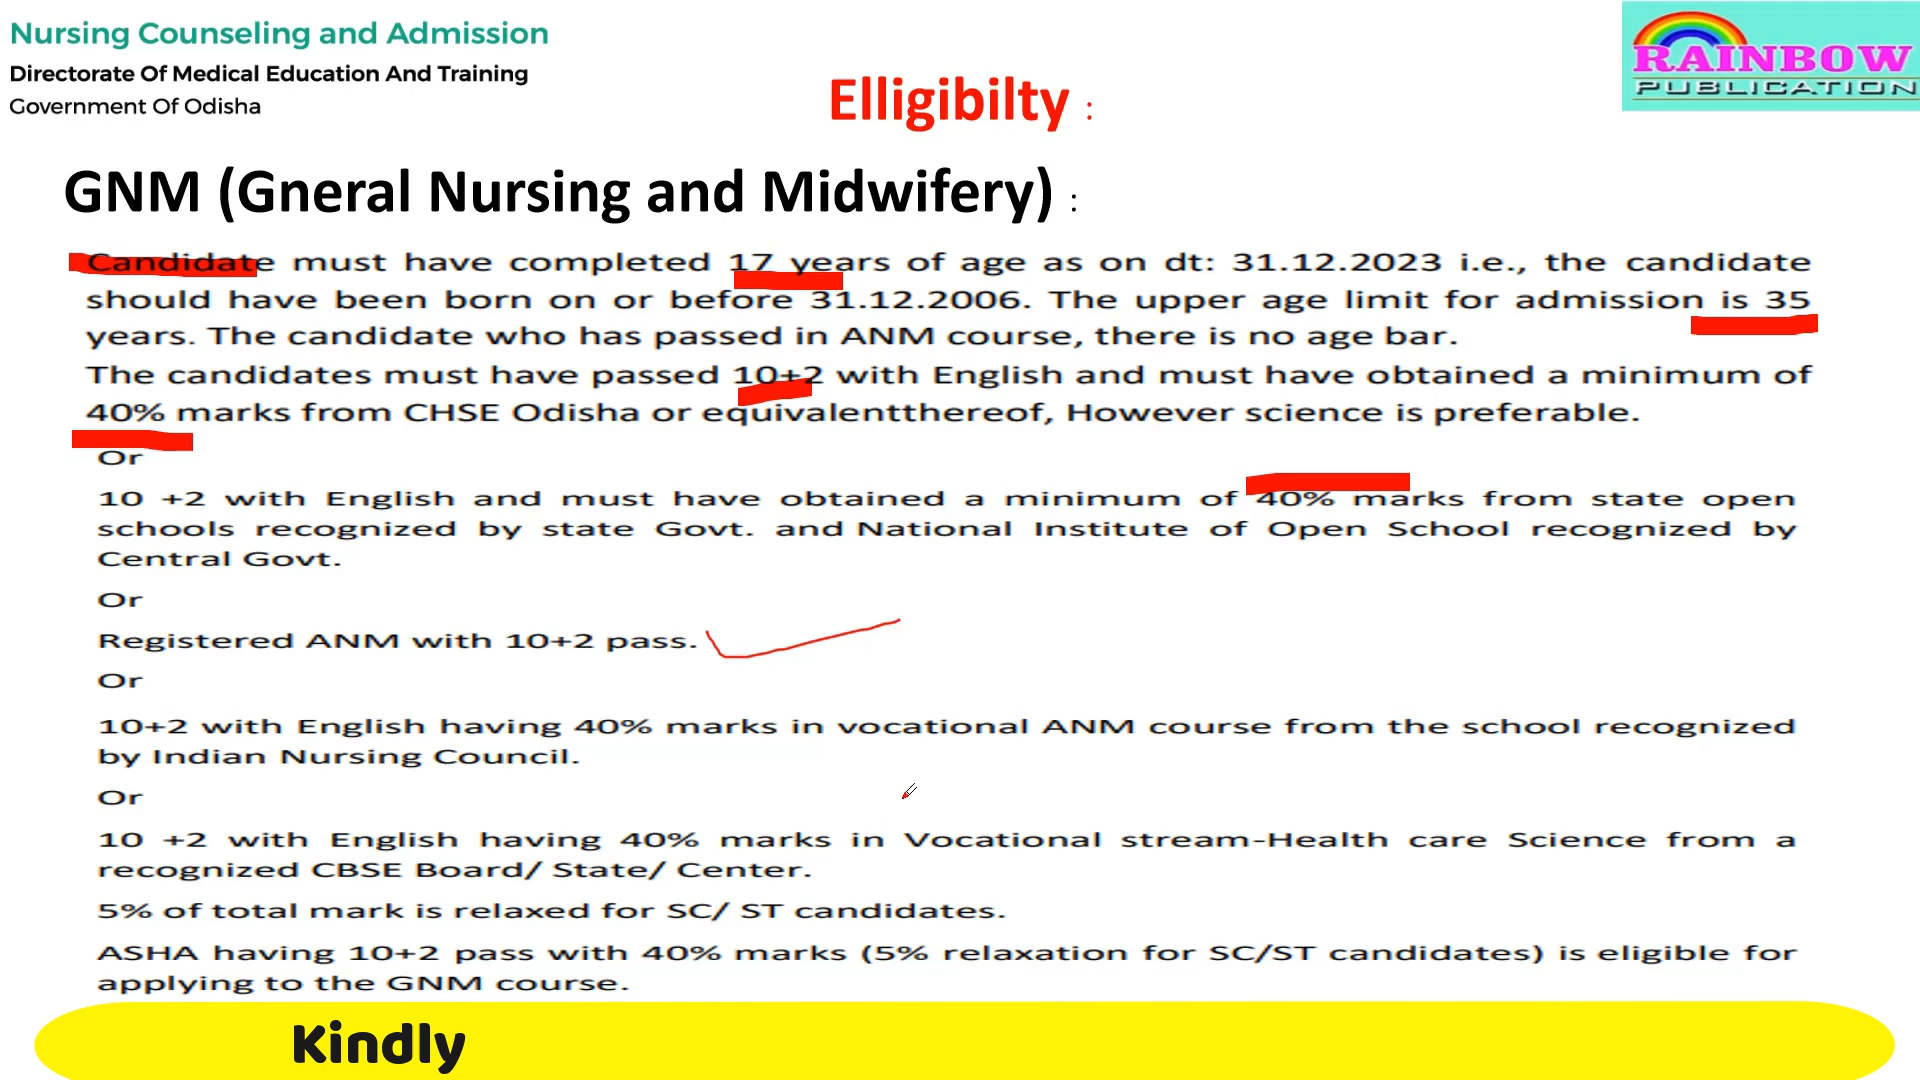 Nursing Counseling and Admission
Directorate Of Medical Education And Training
Government Of Odisha
RAINBOW
PUBLICATION
Elligibilty :
GNM (Gneral Nursing and Midwifery) :
Candidate must have completed 17 years of age as on dt: 31.12.2023 i.e., the candidate
should have been born on or before 31.12.2006. The upper age limit for admission is 35
years. The candidate who has passed in ANM course, there is no age bar.
The candidates must have passed 10+2 with English and must have obtained a minimum of
40% marks from CHSE Odisha or equivalentthereof, However science is preferable.
Or
10 +2 with English and must have obtained a minimum of 40% marks from state open
schools recognized by state Govt. and National Institute of Open School recognized by
Central Govt.
Or
Registered ANM with 10+2 pass.
Or
10+2 with English having 40% marks in vocational ANM course from the school recognized
by Indian Nursing Council.
Or
10 +2 with English having 40% marks in Vocational stream-Health care Science from a
recognized CBSE Board/ State/ Center.
5% of total mark is relaxed for SC/ ST candidates.
ASHA having 10+2 pass with 40% marks (5% relaxation for SC/ST candidates) is eligible for
applying to the GNM course.
Kindly